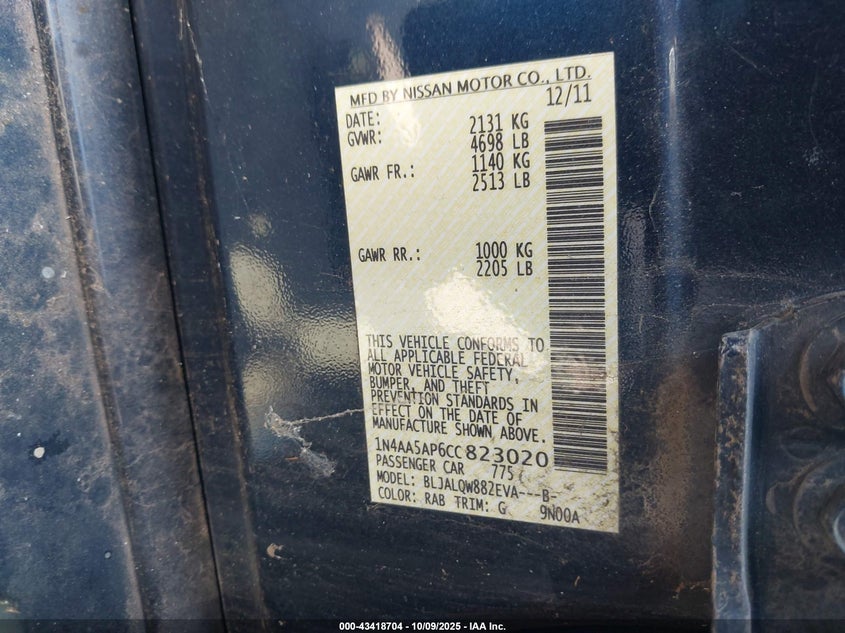 MFD BY NISSAN MOTOR CO., LTD.
DATE: 12/11
GVWR: 2131 KG
4698 LB
GAWR FR.: 1140 KG
2513 LB
GAWR RR.: 1000 KG
2205 LB
THIS VEHICLE CONFORMS TO
ALL APPLICABLE FEDERAL
MOTOR VEHICLE SAFETY,
BUMPER, AND THEFT
PREVENTION STANDARDS IN
EFFECT ON THE DATE OF
MANUFACTURE SHOWN ABOVE.
1N4AA5AP6CC823020
PASSENGER CAR 775
MODEL: BLJALQW882EVA---B-
COLOR: RAB TRIM: G 9N00A
000-43418704 - 10/09/2025 - IAA Inc.